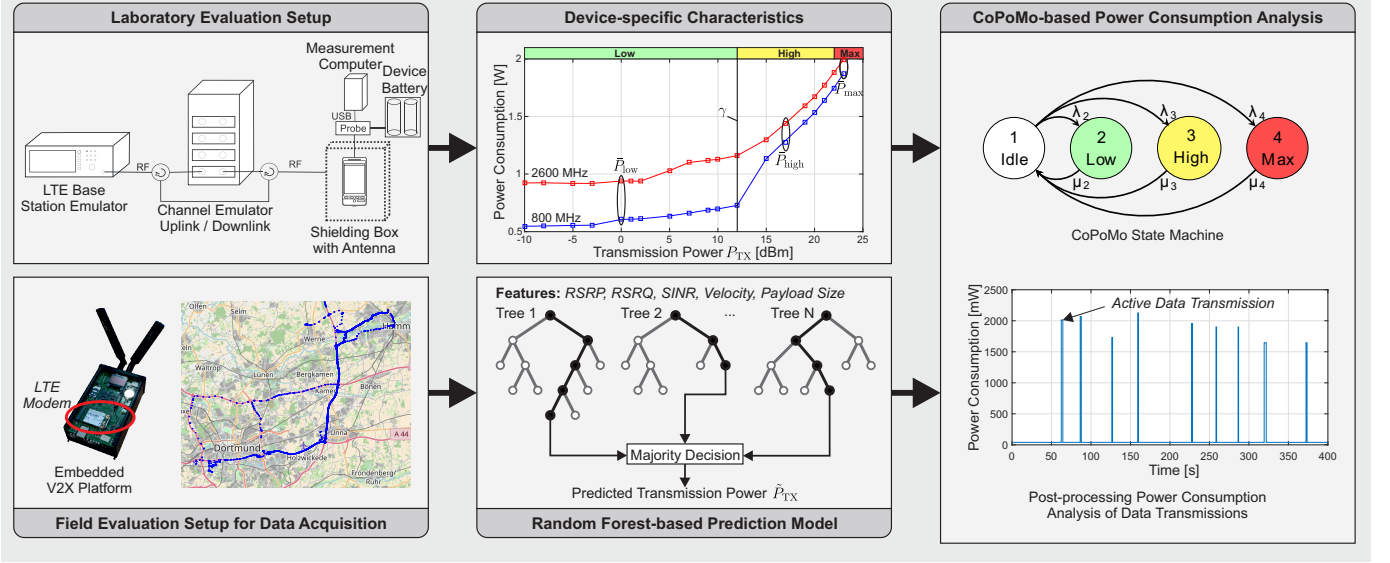 Laboratory Evaluation Setup
Measurement
Computer
Device
Battery
USB
Probe
RF
RF
LTE Base
Station Emulator
Channel Emulator
Uplink / Downlink
Shielding Box
with Antenna
Device-specific Characteristics
Low
High
Max
Power Consumption [W]
2
1.5
1
0.5
γ
P̄max
P̄high
P̄low
2600 MHz
800 MHz
-10
-5
0
5
10
15
20
25
Transmission Power PTX [dBm]
CoPoMo-based Power Consumption Analysis
λ2
λ3
λ4
1
Idle
2
Low
3
High
4
Max
μ2
μ3
μ4
CoPoMo State Machine
Power Consumption [mW]
2500
2000
1500
1000
500
0
Active Data Transmission
0
50
100
150
200
250
300
350
400
Time [s]
Post-processing Power Consumption
Analysis of Data Transmissions
LTE
Modem
Embedded
V2X Platform
Olfen
Selm
Werne
Hamm
Waltrop
Lünen
Bergkamen
Kamen
Bönen
Unna
A 44
Dortmund
Holzwickede
Fröndenberg/
Ruhr
Field Evaluation Setup for Data Acquisition
Features: RSRP, RSRQ, SINR, Velocity, Payload Size
Tree 1
Tree 2
...
Tree N
Majority Decision
Predicted Transmission Power P̃TX
Random Forest-based Prediction Model